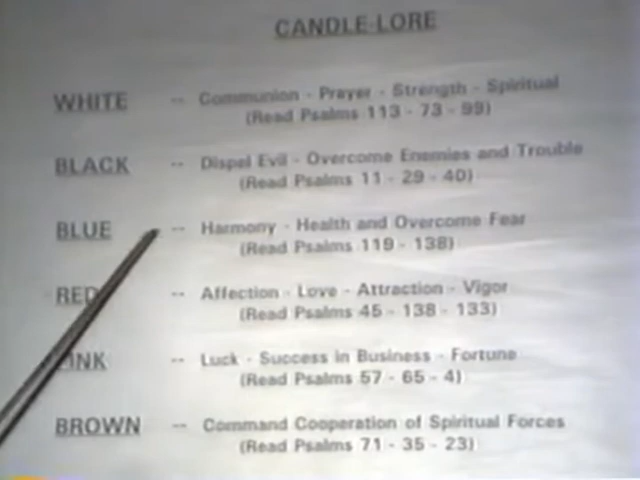 CANDLE-LORE
WHITE -- Communion - Prayer - Strength - Spiritual
(Read Psalms 113 - 73 - 99)
BLACK -- Dispel Evil - Overcome Enemies and Trouble
(Read Psalms 11 - 29 - 40)
BLUE -- Harmony - Health and Overcome Fear
(Read Psalms 119 - 138)
RED -- Affection - Love - Attraction - Vigor
(Read Psalms 45 - 138 - 133)
INK -- Luck - Success in Business - Fortune
(Read Psalms 57 - 65 - 4)
BROWN -- Command Cooperation of Spiritual Forces
(Read Psalms 71 - 35 - 23)